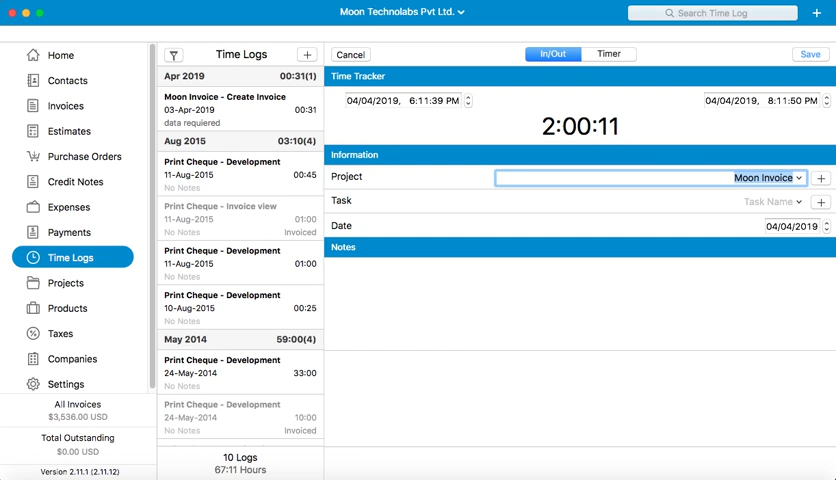 Moon Technolabs Pvt Ltd.
Search Time Log
Home
Contacts
Invoices
Estimates
Purchase Orders
Credit Notes
Expenses
Payments
Time Logs
Projects
Products
Taxes
Companies
Settings
All Invoices
$3,536.00 USD
Total Outstanding
$0.00 USD
Version 2.11.1 (2.11.12)
Time Logs
Apr 2019 00:31(1)
Moon Invoice - Create Invoice
03-Apr-2019 00:31
data requiered
Aug 2015 03:10(4)
Print Cheque - Development
11-Aug-2015 00:45
No Notes
Print Cheque - Invoice view
11-Aug-2015 01:00
No Notes Invoiced
Print Cheque - Development
11-Aug-2015 01:00
No Notes
Print Cheque - Development
10-Aug-2015 00:25
No Notes
May 2014 59:00(4)
Print Cheque - Development
24-May-2014 33:00
No Notes
Print Cheque - Development
24-May-2014 10:00
No Notes Invoiced
10 Logs
67:11 Hours
Cancel In/Out Timer Save
Time Tracker
04/04/2019, 6:11:39 PM 04/04/2019, 8:11:50 PM
2:00:11
Information
Project Moon Invoice
Task Task Name
Date 04/04/2019
Notes